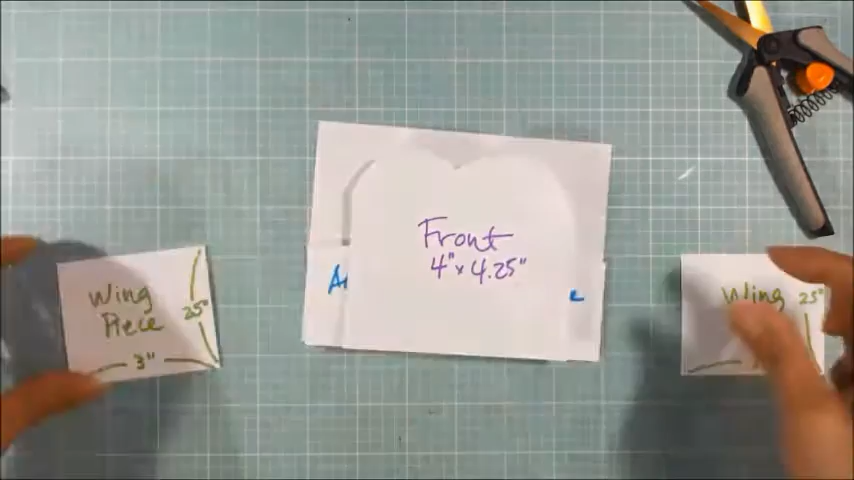 Front
4" x 4.25"
Wing
Piece
25"
3"
Wing
25"